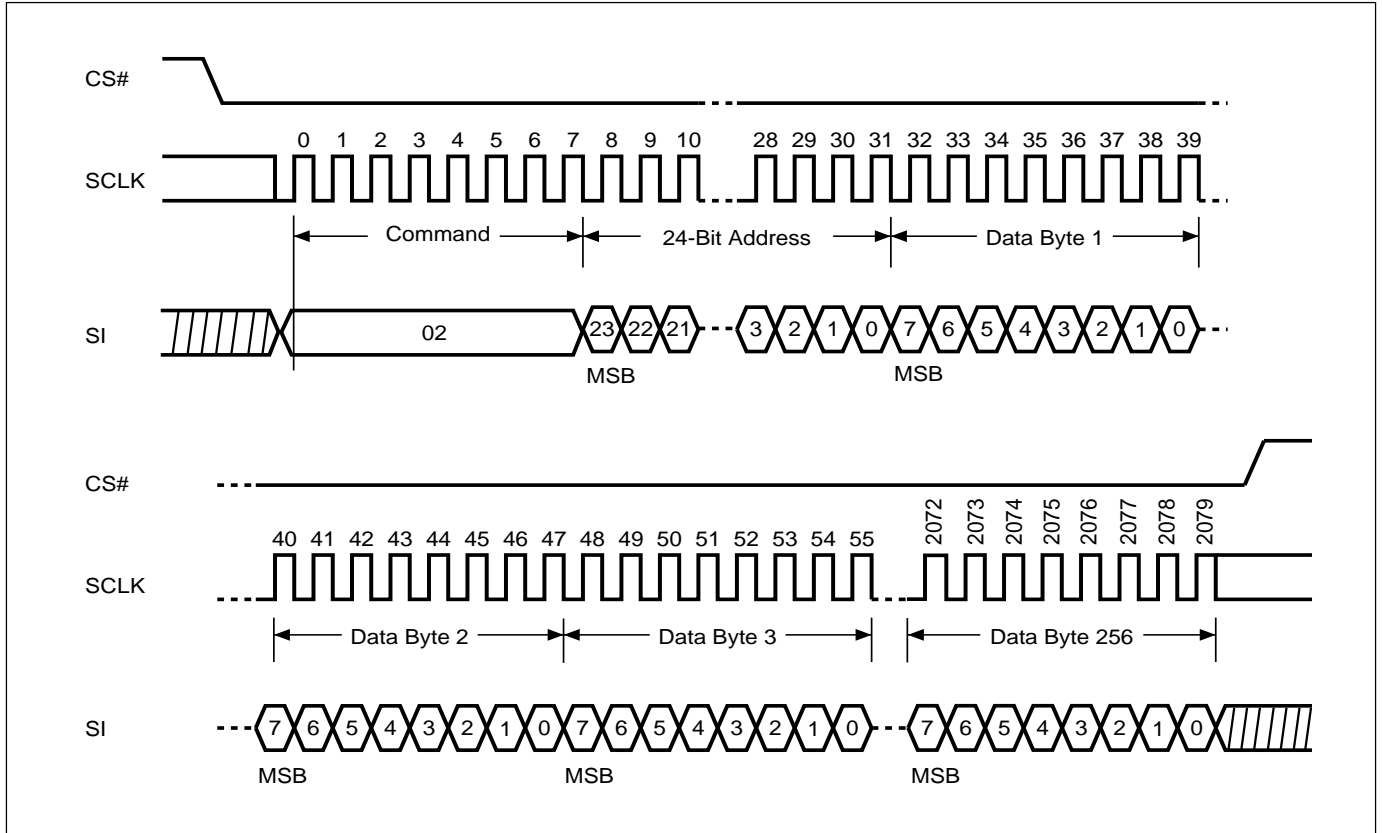 CS#
0 1 2 3 4 5 6 7 8 9 10 28 29 30 31 32 33 34 35 36 37 38 39
SCLK
Command 24-Bit Address Data Byte 1
SI 02 23 22 21 3 2 1 0 7 6 5 4 3 2 1 0
MSB MSB
CS#
40 41 42 43 44 45 46 47 48 49 50 51 52 53 54 55 2072 2073 2074 2075 2076 2077 2078 2079
SCLK
Data Byte 2 Data Byte 3 Data Byte 256
SI 7 6 5 4 3 2 1 0 7 6 5 4 3 2 1 0 7 6 5 4 3 2 1 0
MSB MSB MSB